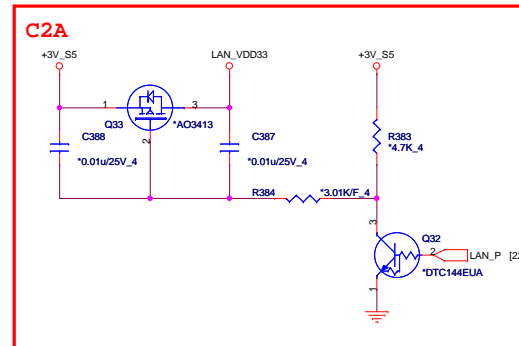 C2A
+3V_S5
LAN_VDD33
+3V_S5
1
3
Q33
*AO3413
2
C388
*0.01u/25V_4
C387
*0.01u/25V_4
R383
*4.7K_4
R384
*3.01K/F_4
3
Q32
2
LAN_P
*DTC144EUA
1